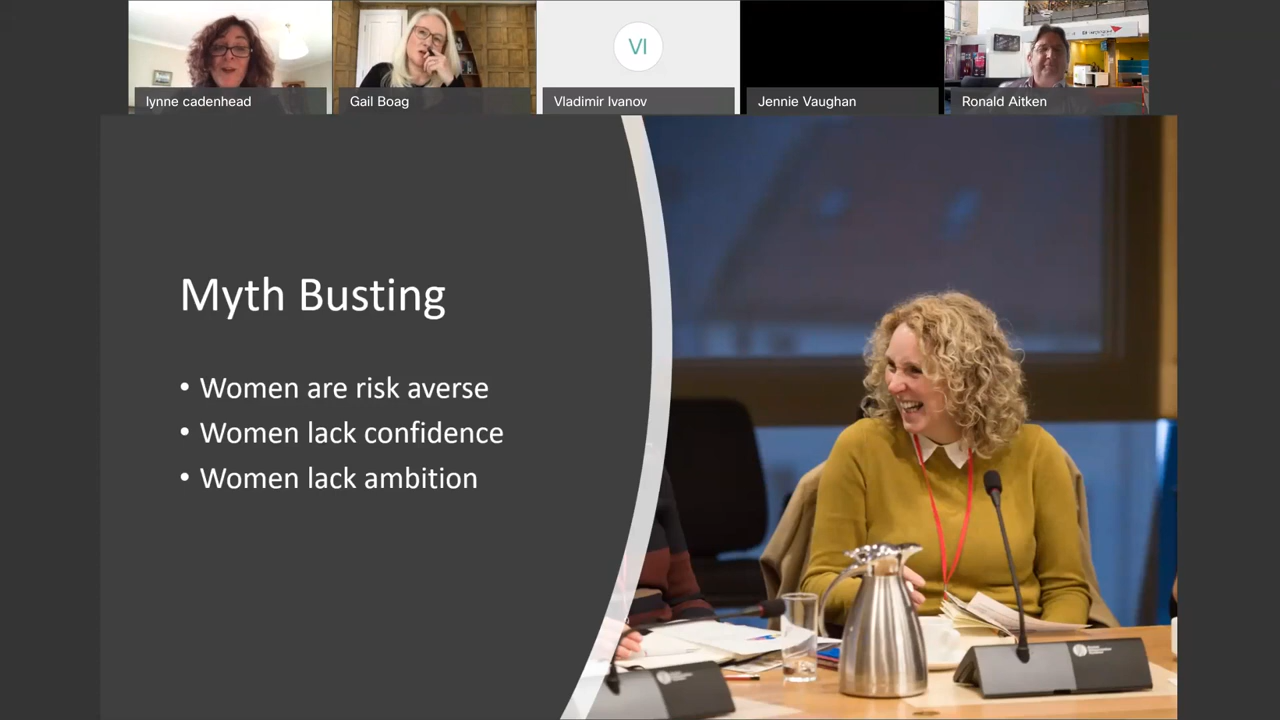 lynne cadenhead
Gail Boag
VI
Vladimir Ivanov
Jennie Vaughan
Ronald Aitken
Myth Busting
• Women are risk averse
• Women lack confidence
• Women lack ambition